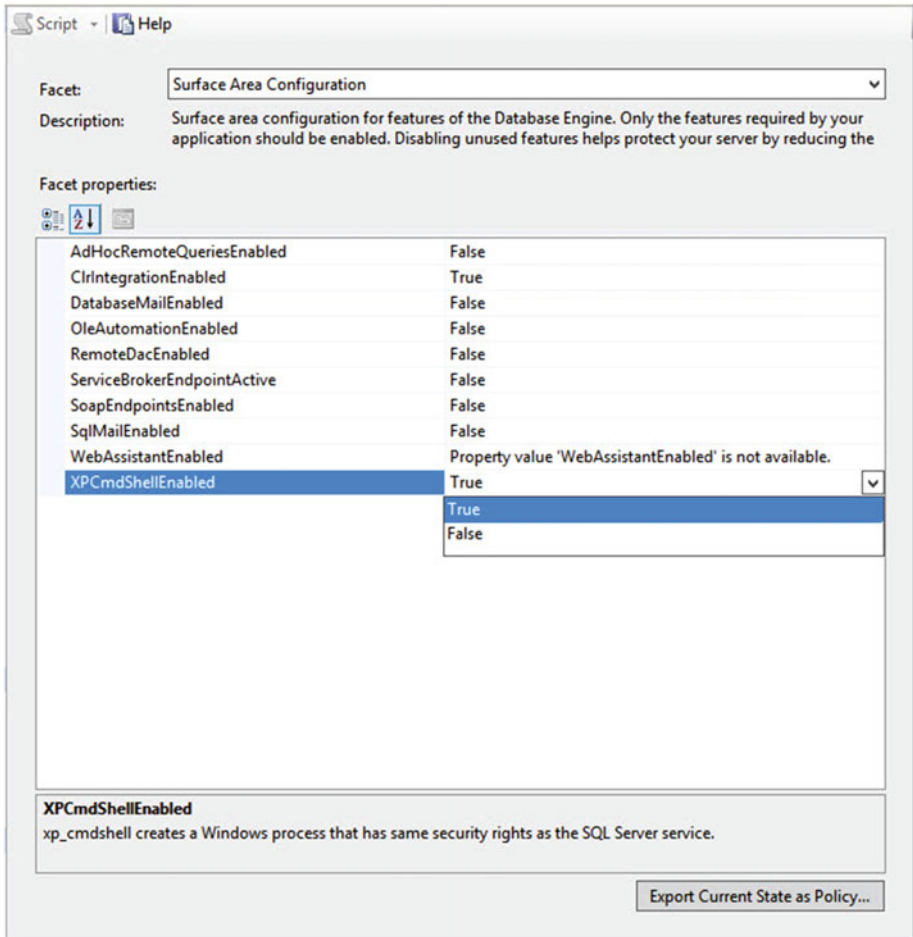 Script Help
Facet: Surface Area Configuration
Description: Surface area configuration for features of the Database Engine. Only the features required by your
application should be enabled. Disabling unused features helps protect your server by reducing the
Facet properties:
AdHocRemoteQueriesEnabled False
ClrIntegrationEnabled True
DatabaseMailEnabled False
OleAutomationEnabled False
RemoteDacEnabled False
ServiceBrokerEndpointActive False
SoapEndpointsEnabled False
SqlMailEnabled False
WebAssistantEnabled Property value 'WebAssistantEnabled' is not available.
XPCmdShellEnabled True
True
False
XPCmdShellEnabled
xp_cmdshell creates a Windows process that has same security rights as the SQL Server service.
Export Current State as Policy...